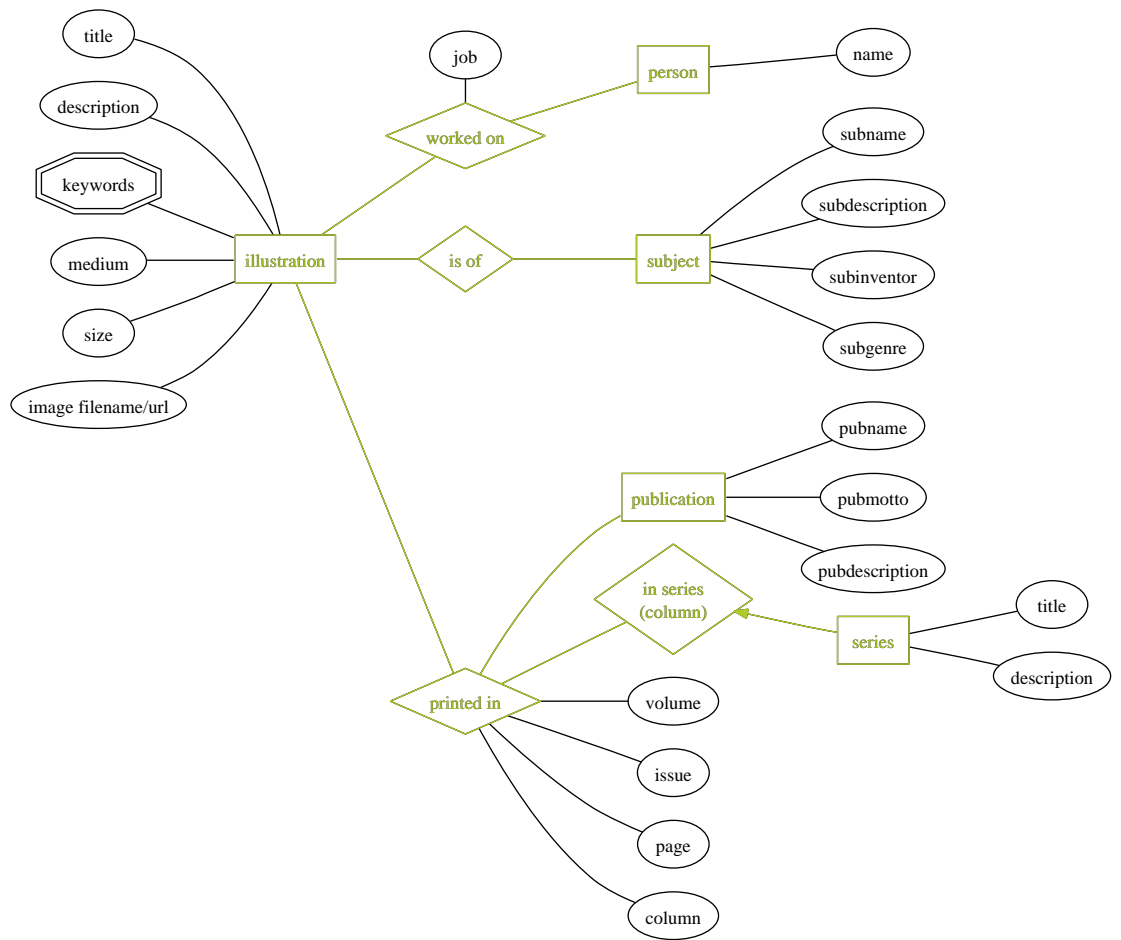 title
description
keywords
medium
size
image filename/url
illustration
job
worked on
is of
person
name
subject
subname
subdescription
subinventor
subgenre
publication
pubname
pubmotto
pubdescription
in series
(column)
series
title
description
printed in
volume
issue
page
column